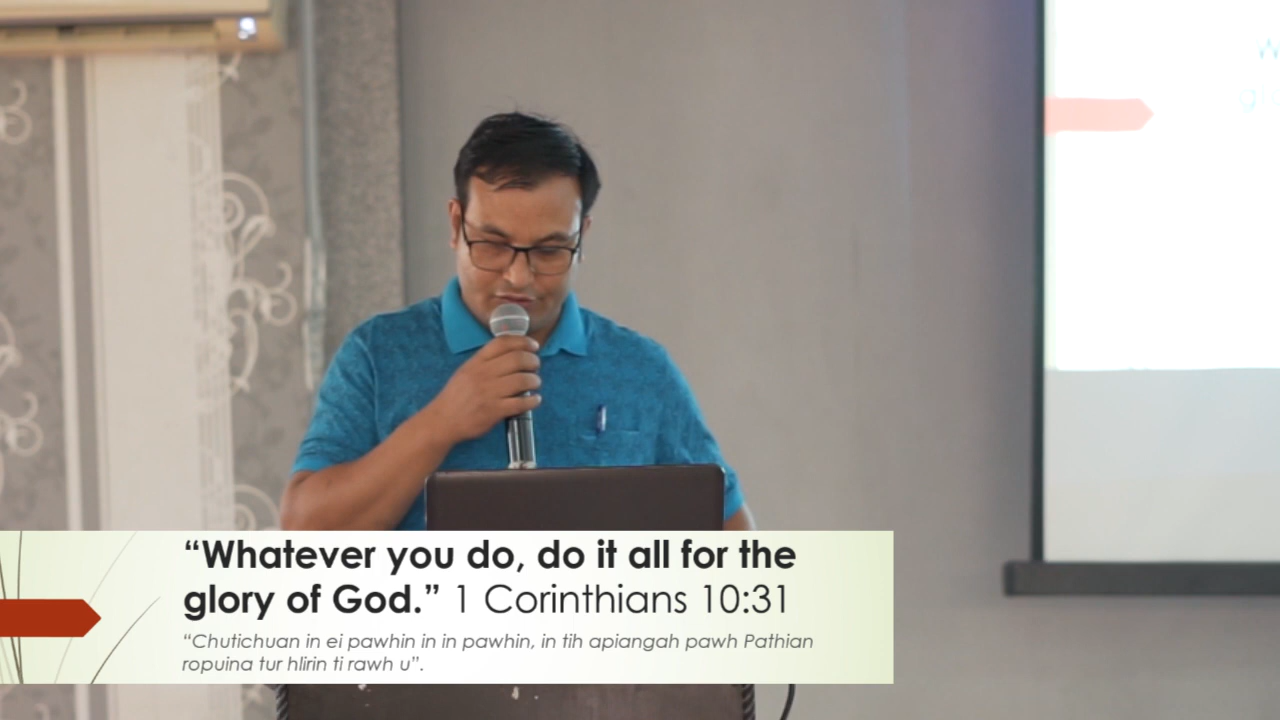 “Whatever you do, do it all for the
glory of God.” 1 Corinthians 10:31
“Chutichuan in ei pawhin in in pawhin, in tih apiangah pawh Pathian
ropuina tur hlirin ti rawh u”.